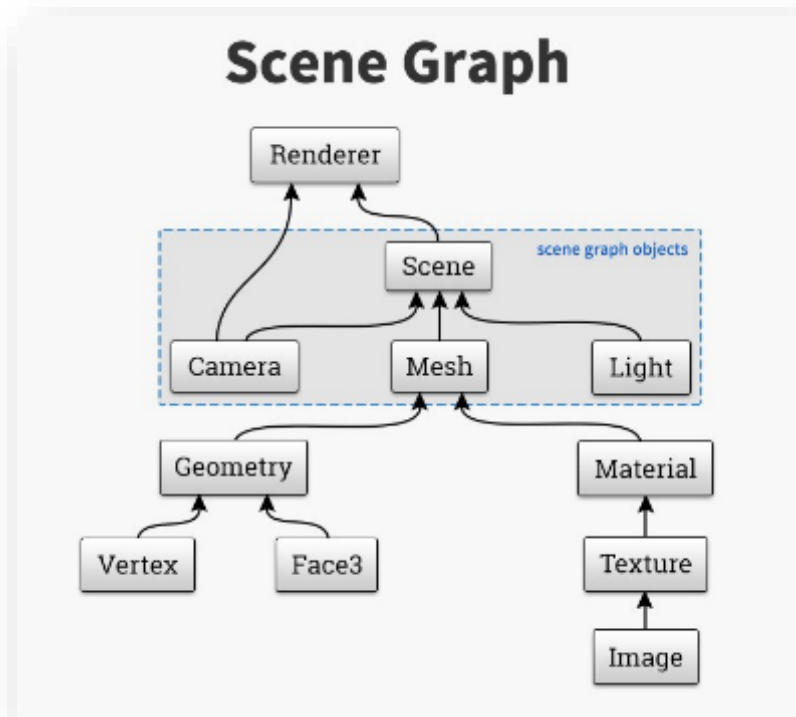 Scene Graph
Renderer
scene graph objects
Scene
Camera
Mesh
Light
Geometry
Material
Vertex
Face3
Texture
Image